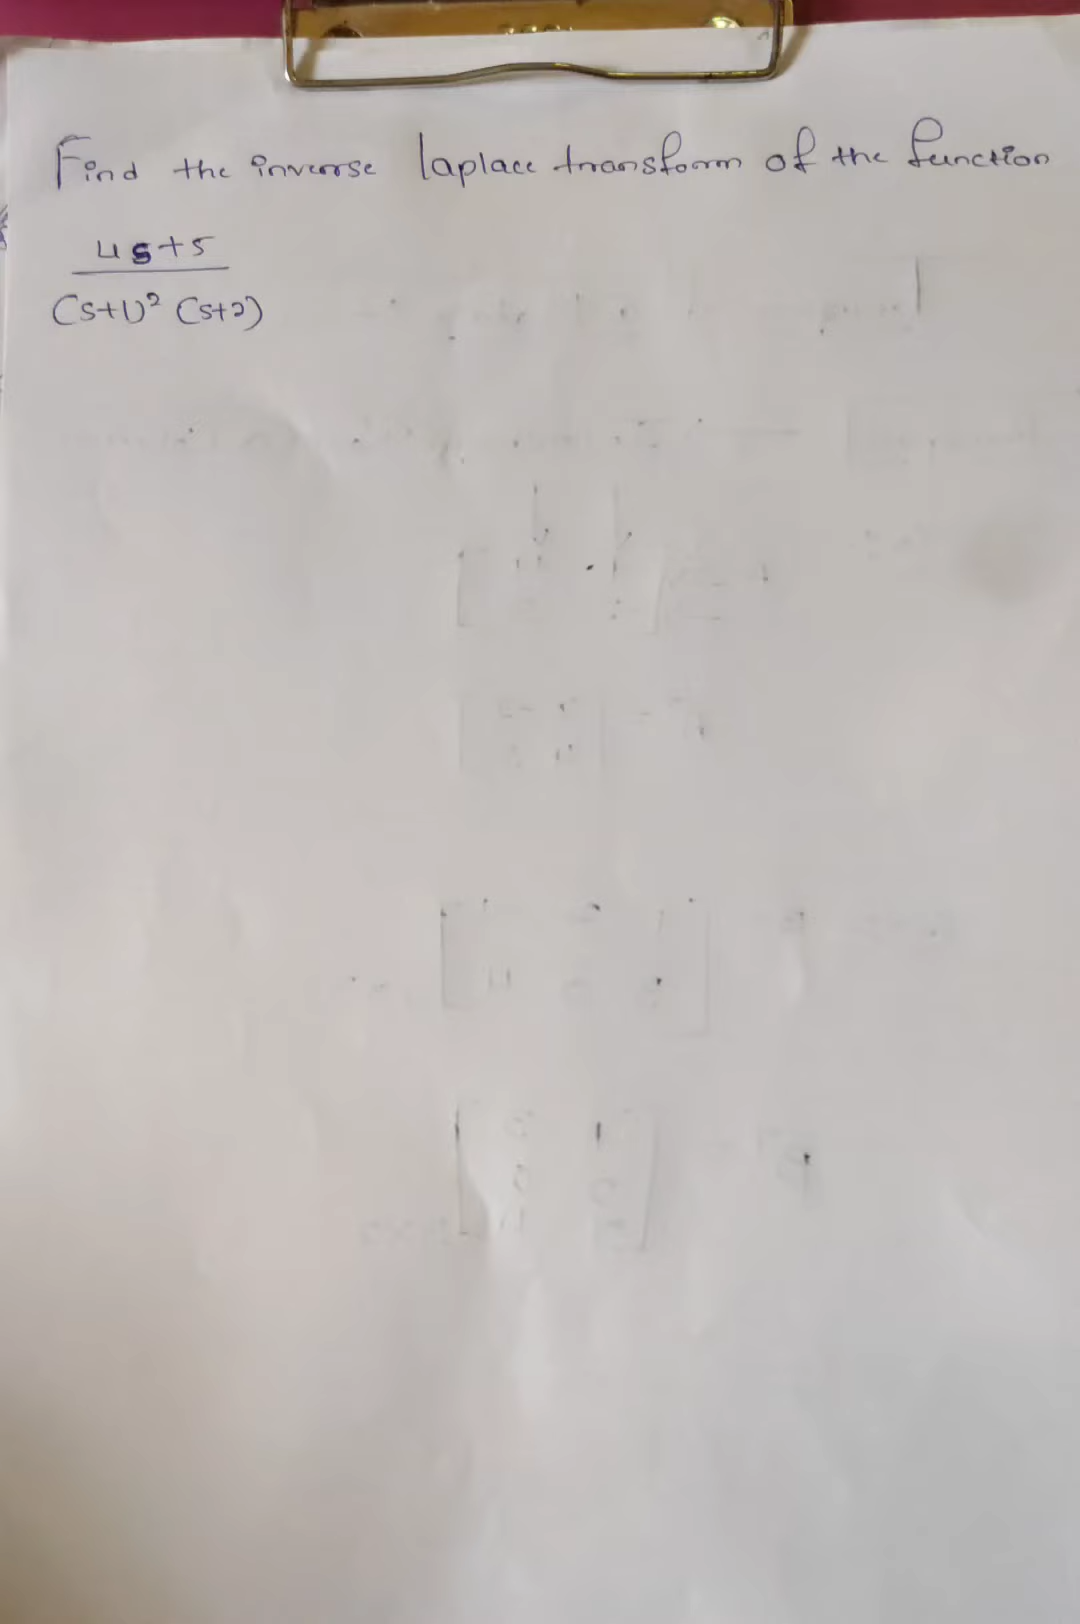 Find the inverse laplace transform of the function
4s+5
(s+1)² (s+2)